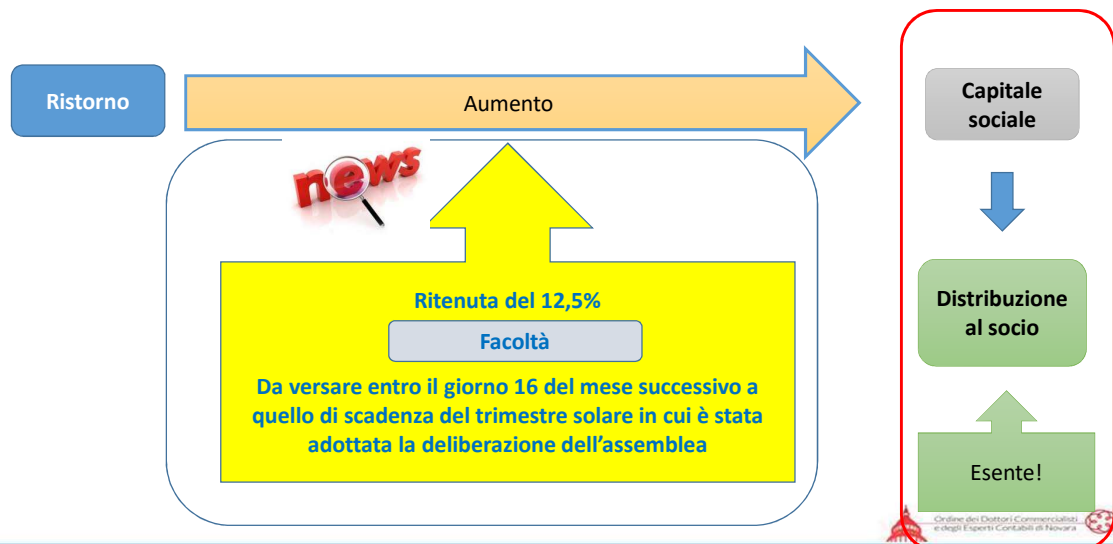 Ristorno
Aumento
Capitale
sociale
news
Ritenuta del 12,5%
Facoltà
Da versare entro il giorno 16 del mese successivo a
quello di scadenza del trimestre solare in cui è stata
adottata la deliberazione dell’assemblea
Distribuzione
al socio
Esente!
Ordine dei Dottori Commercialisti
e degli Esperti Contabili di Novara